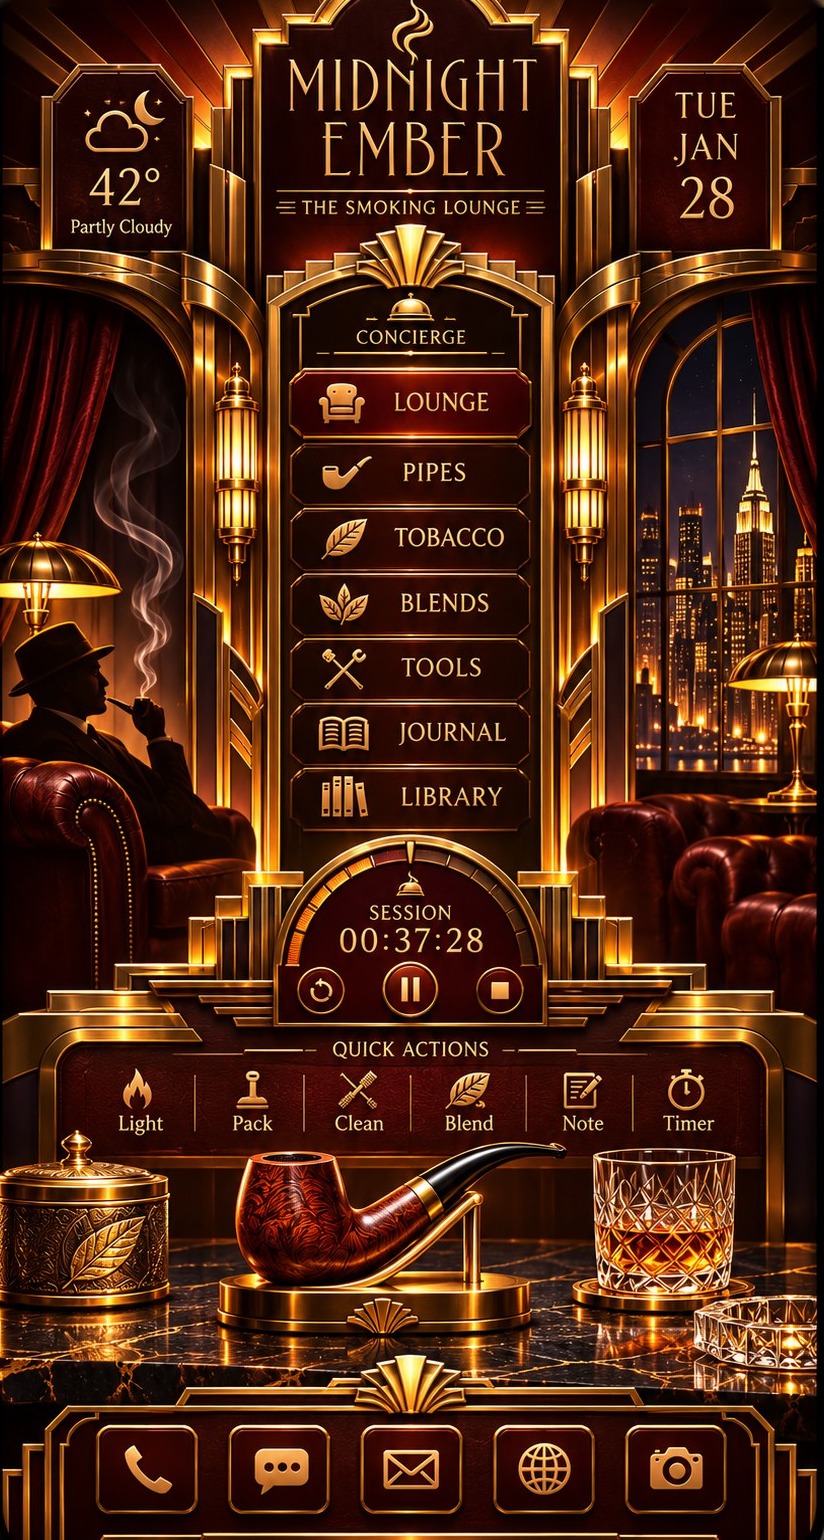 MIDNIGHT
EMBER
THE SMOKING LOUNGE
42°
Partly Cloudy
TUE
JAN
28
CONCIERGE
LOUNGE
PIPES
TOBACCO
BLENDS
TOOLS
JOURNAL
LIBRARY
SESSION
00:37:28
QUICK ACTIONS
Light
Pack
Clean
Blend
Note
Timer